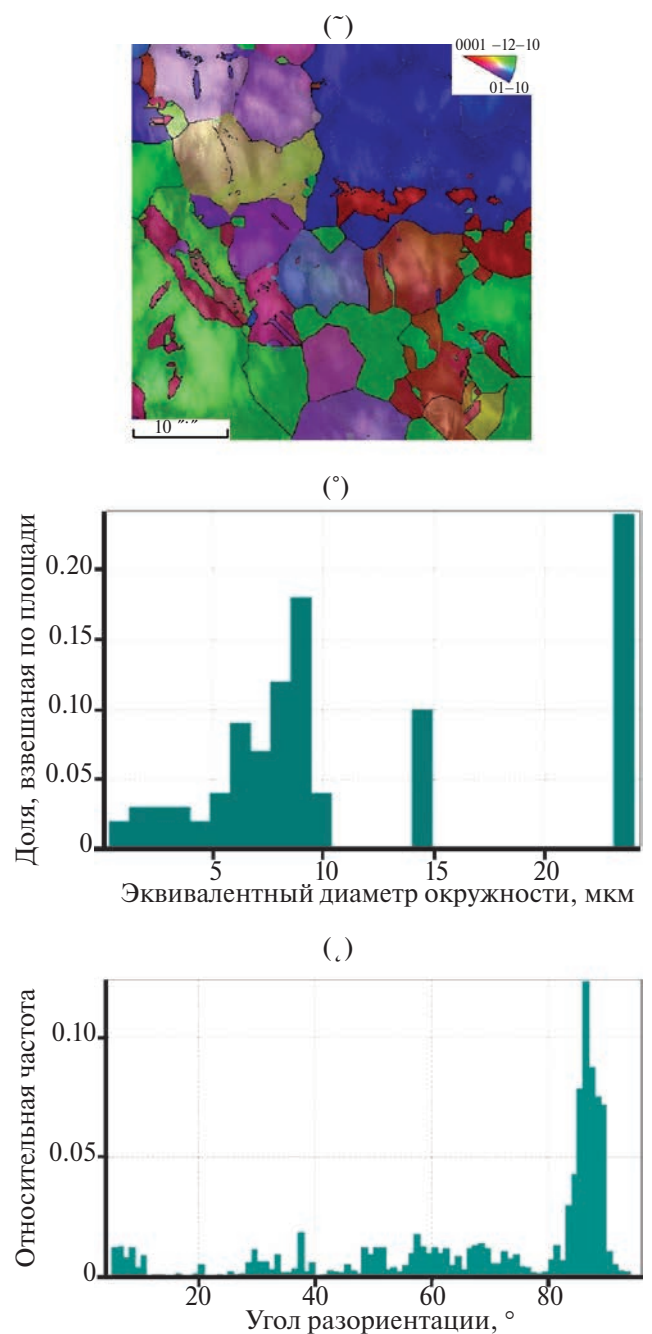 (˜)
0001 –12–10
01–10
10 ″˙″
(°)
Доля, взвешаная по площади
0.20
0.15
0.10
0.05
0
5 10 15 20
Эквивалентный диаметр окружности, мкм
(˛)
Относительная частота
0.10
0.05
0
20 40 60 80
Угол разориентации, °